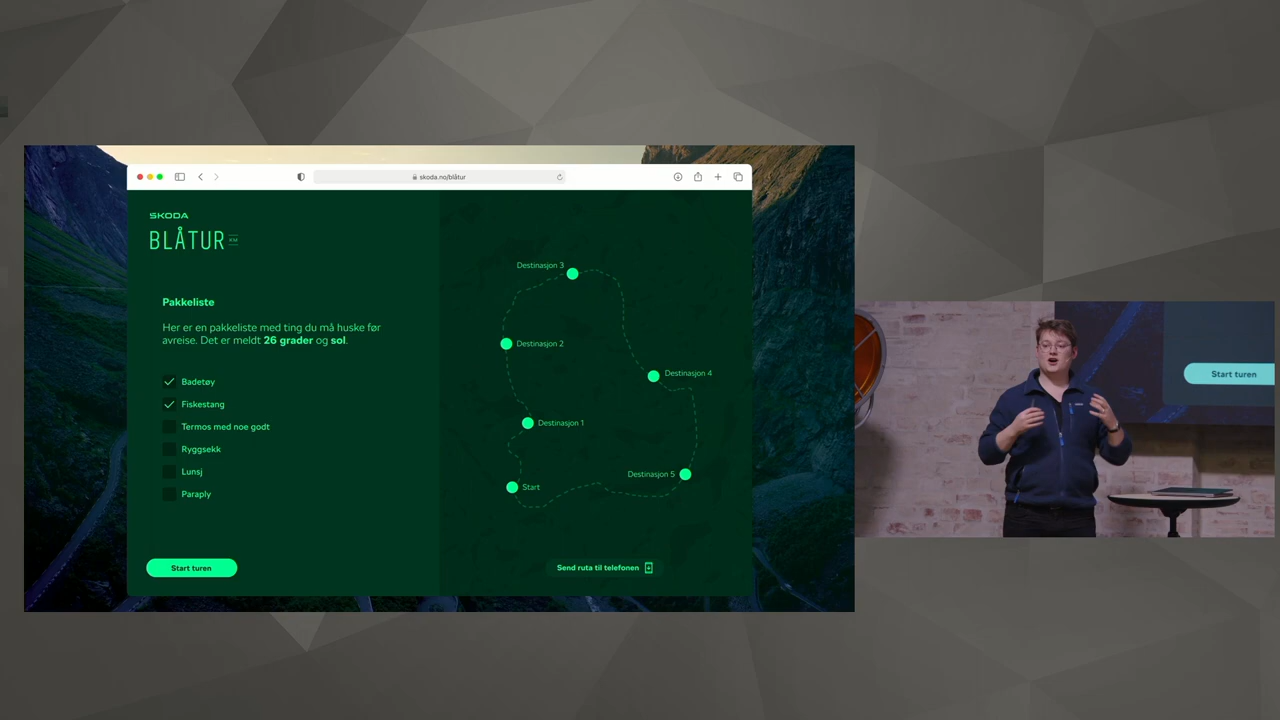 skoda.no/blåtur
SKODA
BLÅTUR
Pakkeliste
Her er en pakkeliste med ting du må huske før
avreise. Det er meldt 26 grader og sol.
Badetøy
Fiskestang
Termos med noe godt
Ryggsekk
Lunsj
Paraply
Start turen
Destinasjon 3
Destinasjon 2
Destinasjon 4
Destinasjon 1
Destinasjon 5
Start
Send ruta til telefonen
Start turen